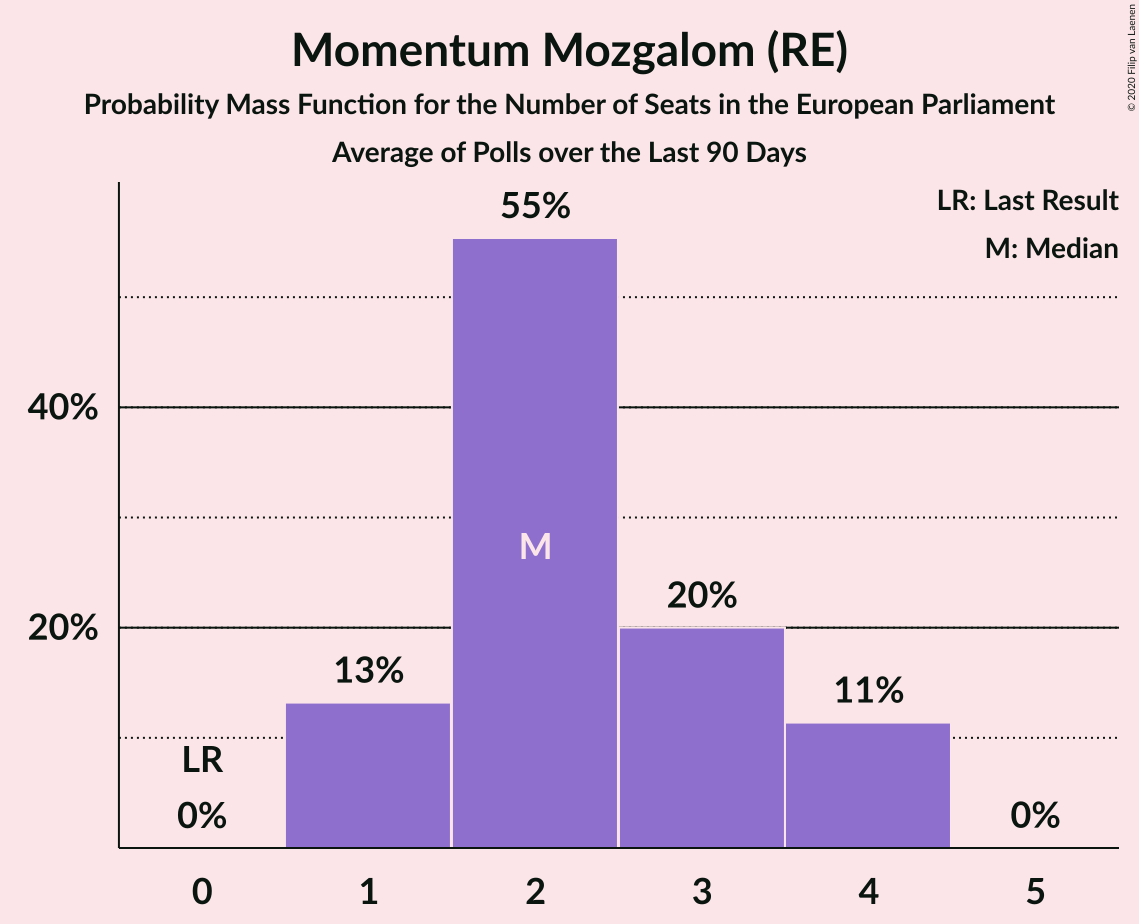 Momentum Mozgalom (RE)
Probability Mass Function for the Number of Seats in the European Parliament
Average of Polls over the Last 90 Days
© 2020 Filip van Laenen
LR: Last Result
M: Median
55%
40%
M
20%
20%
13%
11%
LR
0%
0%
0 1 2 3 4 5